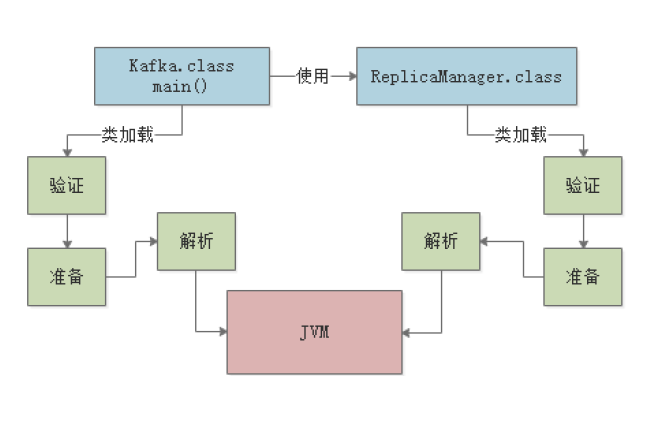 Kafka.class
main()
使用
ReplicaManager.class
类加载
类加载
验证
验证
解析
解析
准备
准备
JVM